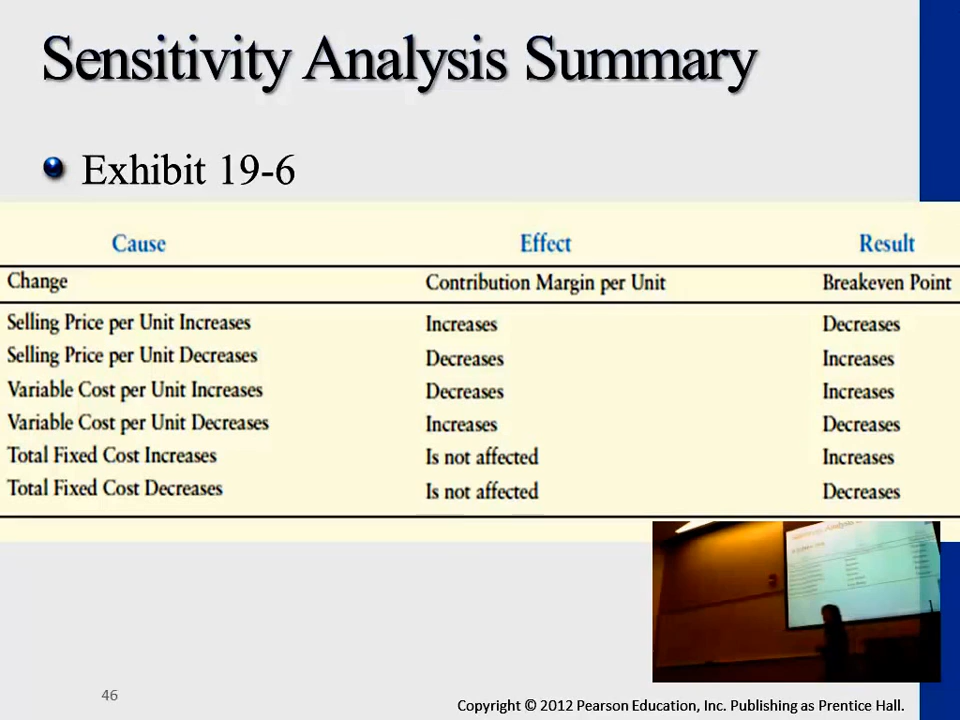 Sensitivity Analysis Summary
Exhibit 19-6
Cause Effect Result
Change Contribution Margin per Unit Breakeven Point
Selling Price per Unit Increases Increases Decreases
Selling Price per Unit Decreases Decreases Increases
Variable Cost per Unit Increases Decreases Increases
Variable Cost per Unit Decreases Increases Decreases
Total Fixed Cost Increases Is not affected Increases
Total Fixed Cost Decreases Is not affected Decreases
46
Copyright © 2012 Pearson Education, Inc. Publishing as Prentice Hall.